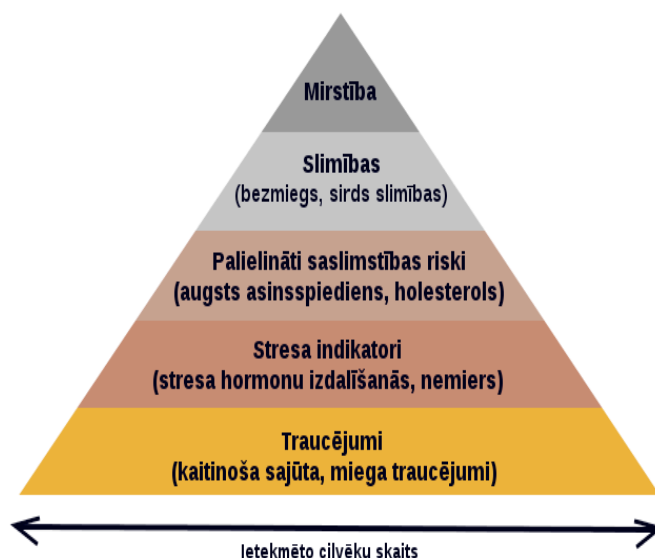 Mirstība
Slimības
(bezmiegs, sirds slimības)
Palielināti saslimstības riski
(augsts asinsspiediens, holesterols)
Stresa indikatori
(stresa hormonu izdalīšanās, nemiers)
Traucējumi
(kaitinoša sajūta, miega traucējumi)
Ietekmēto cilvēku skaits